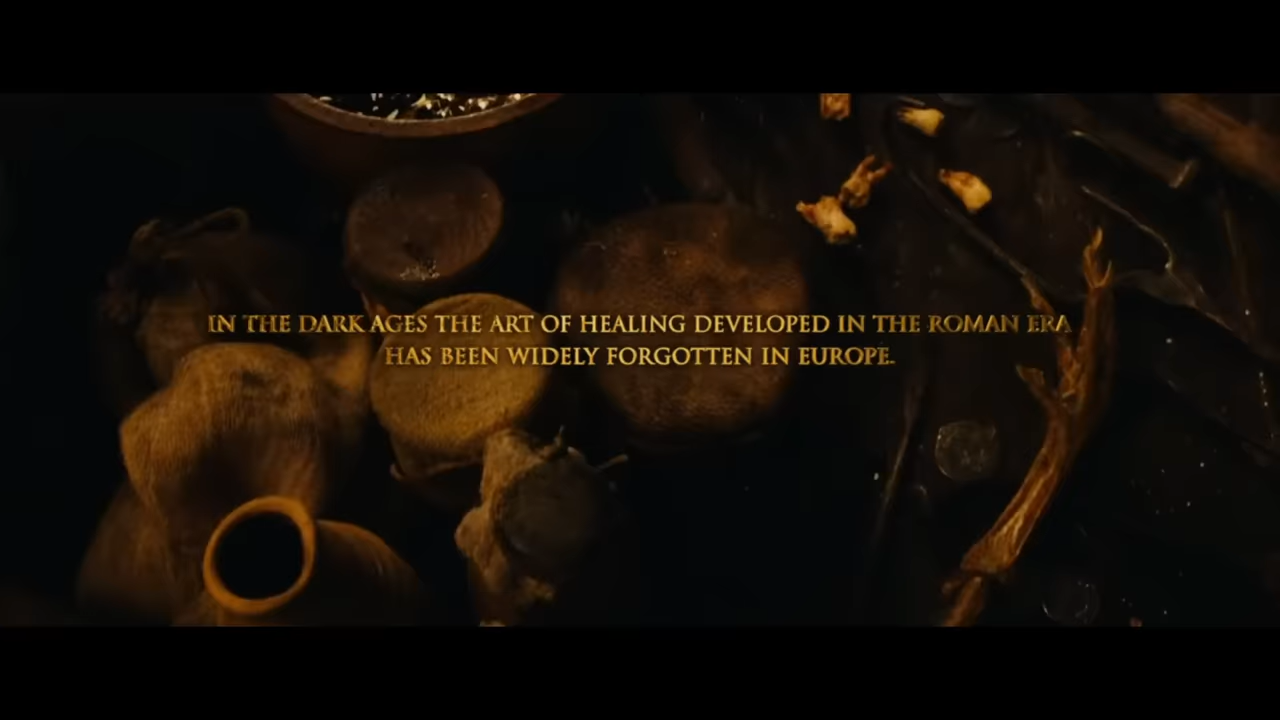 IN THE DARK AGES THE ART OF HEALING DEVELOPED IN THE ROMAN ERA
HAS BEEN WIDELY FORGOTTEN IN EUROPE.